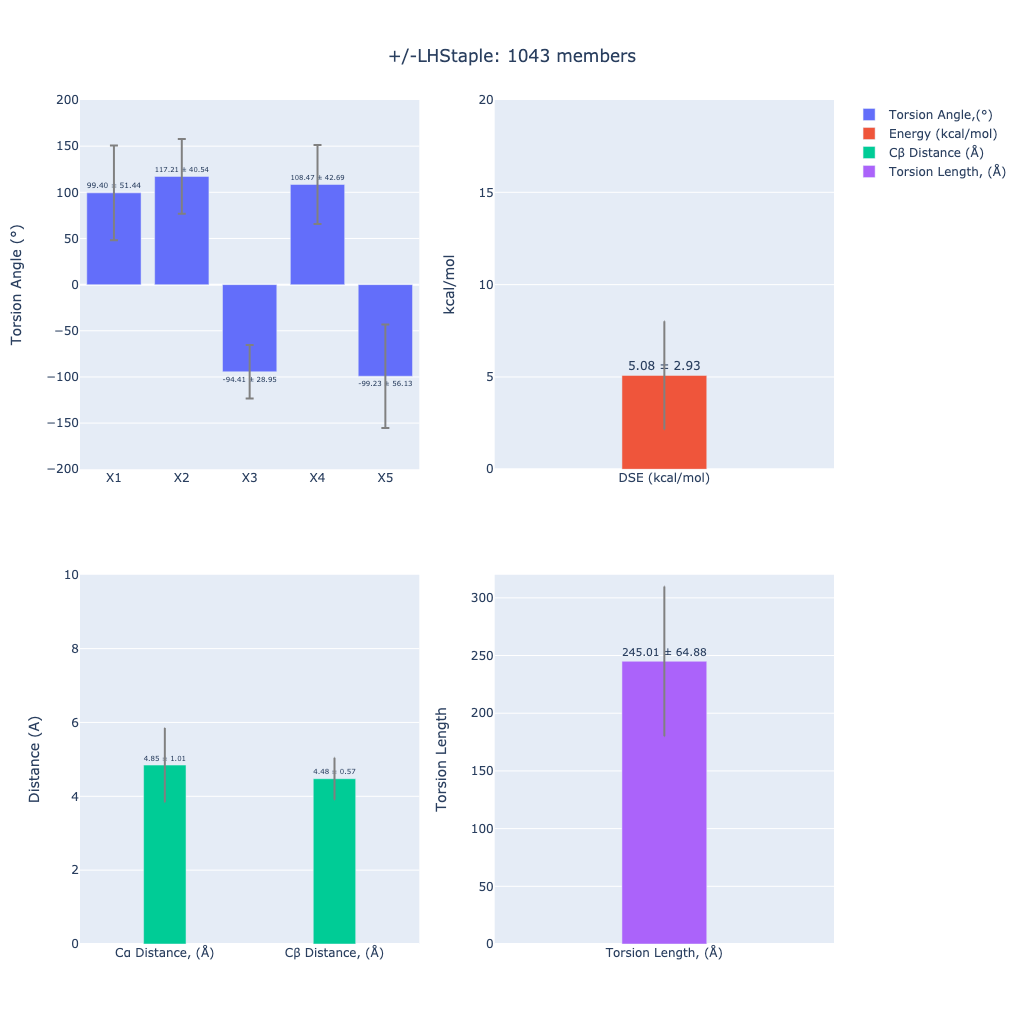 +/-LHStaple: 1043 members
200
150
100
50
0
−50
−100
−150
−200
Torsion Angle (°)
99.40 ± 51.44
117.21 ± 40.54
-94.41 ± 28.95
108.47 ± 42.69
-99.23 ± 56.13
X1 X2 X3 X4 X5
20
15
10
5
0
kcal/mol
5.08 ± 2.93
DSE (kcal/mol)
Torsion Angle,(°)
Energy (kcal/mol)
Cβ Distance (Å)
Torsion Length, (Å)
10
8
6
4
2
0
Distance (A)
4.85 ± 1.01
4.48 ± 0.57
Cα Distance, (Å) Cβ Distance, (Å)
300
250
200
150
100
50
0
Torsion Length
245.01 ± 64.88
Torsion Length, (Å)